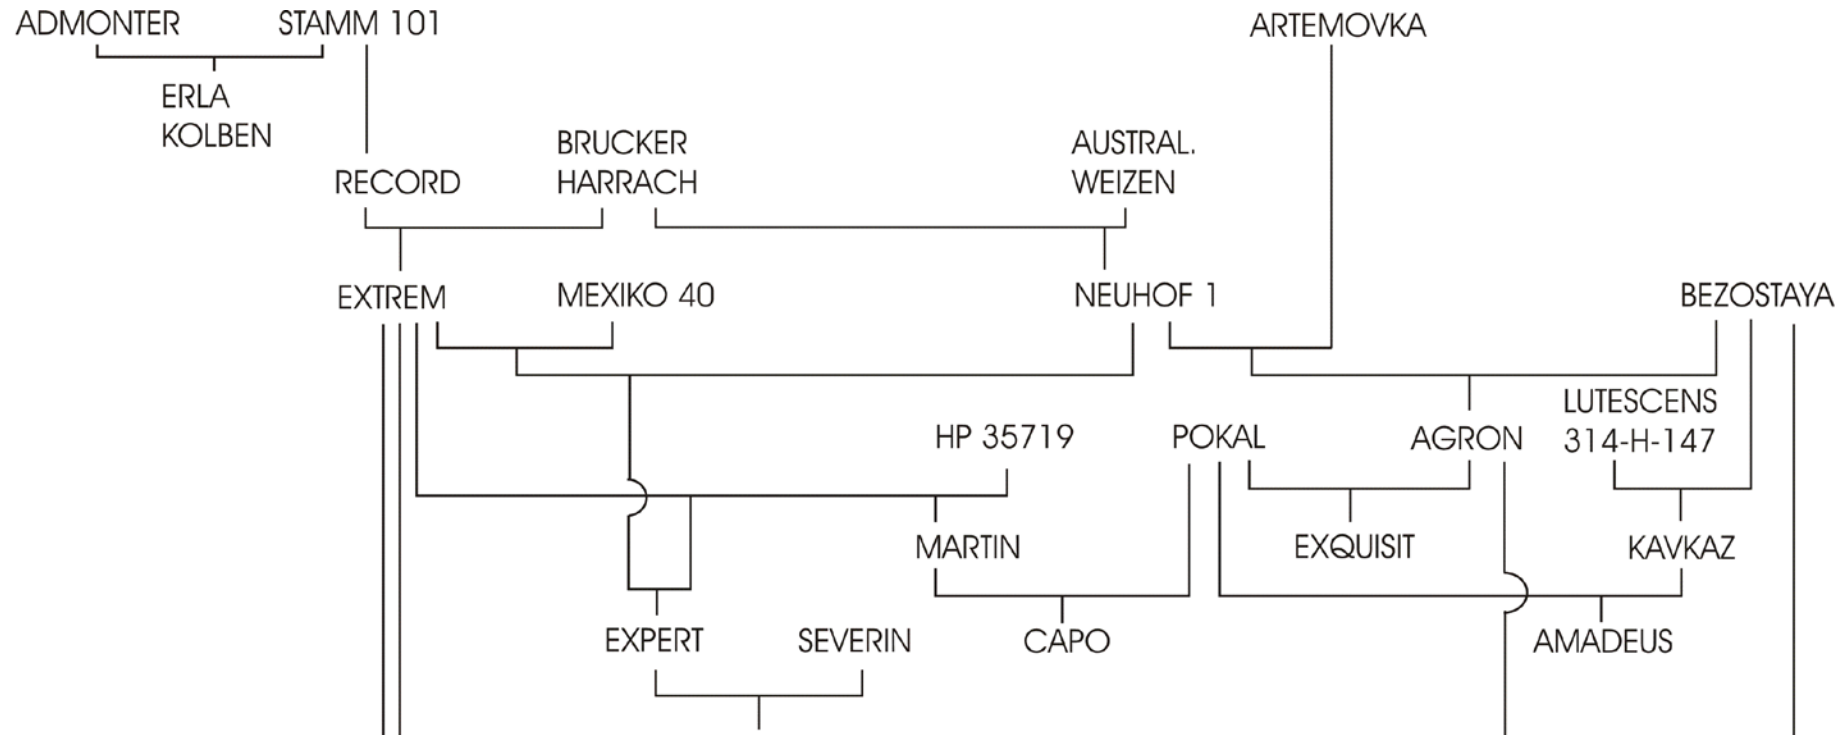 ADMONTER
STAMM 101
ARTEMOVKA
ERLA
KOLBEN
BRUCKER
HARRACH
AUSTRAL.
WEIZEN
RECORD
EXTREM
MEXIKO 40
NEUHOF 1
BEZOSTAYA
LUTESCENS
314-H-147
HP 35719
POKAL
AGRON
MARTIN
EXQUISIT
KAVKAZ
EXPERT
SEVERIN
CAPO
AMADEUS